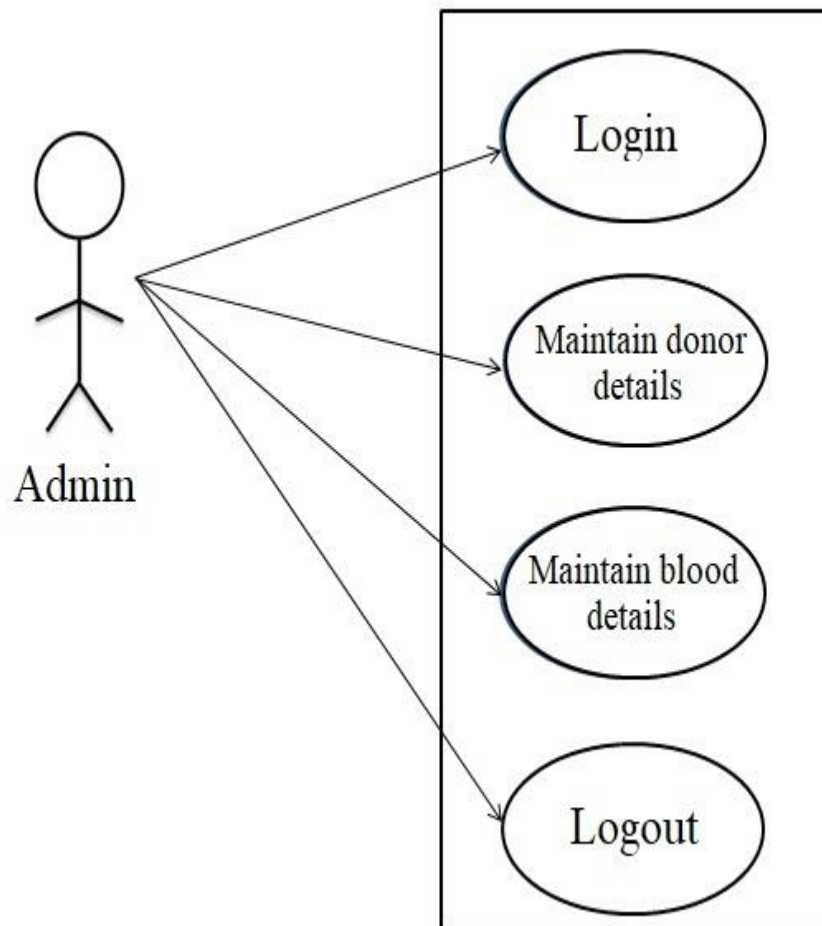 Login
Maintain donor
details
Admin
Maintain blood
details
Logout